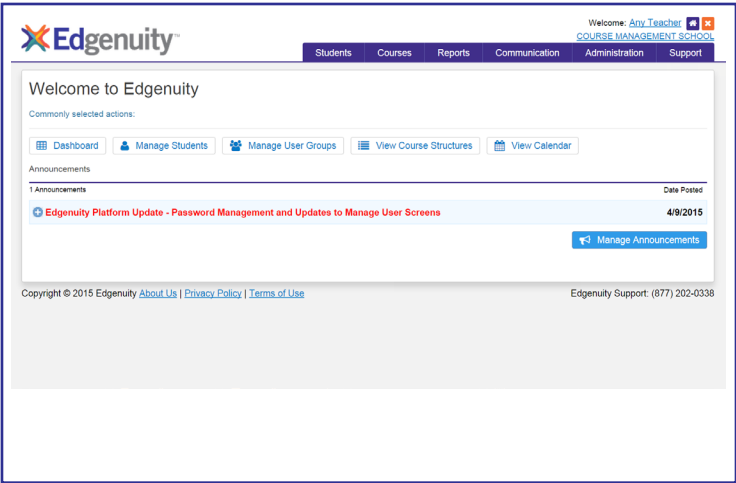 Edgenuity™
Welcome: Any Teacher
COURSE MANAGEMENT SCHOOL
Students Courses Reports Communication Administration Support
Welcome to Edgenuity
Commonly selected actions:
Dashboard Manage Students Manage User Groups View Course Structures View Calendar
Announcements
1 Announcements Date Posted
Edgenuity Platform Update - Password Management and Updates to Manage User Screens 4/9/2015
Manage Announcements
Copyright © 2015 Edgenuity About Us | Privacy Policy | Terms of Use Edgenuity Support: (877) 202-0338